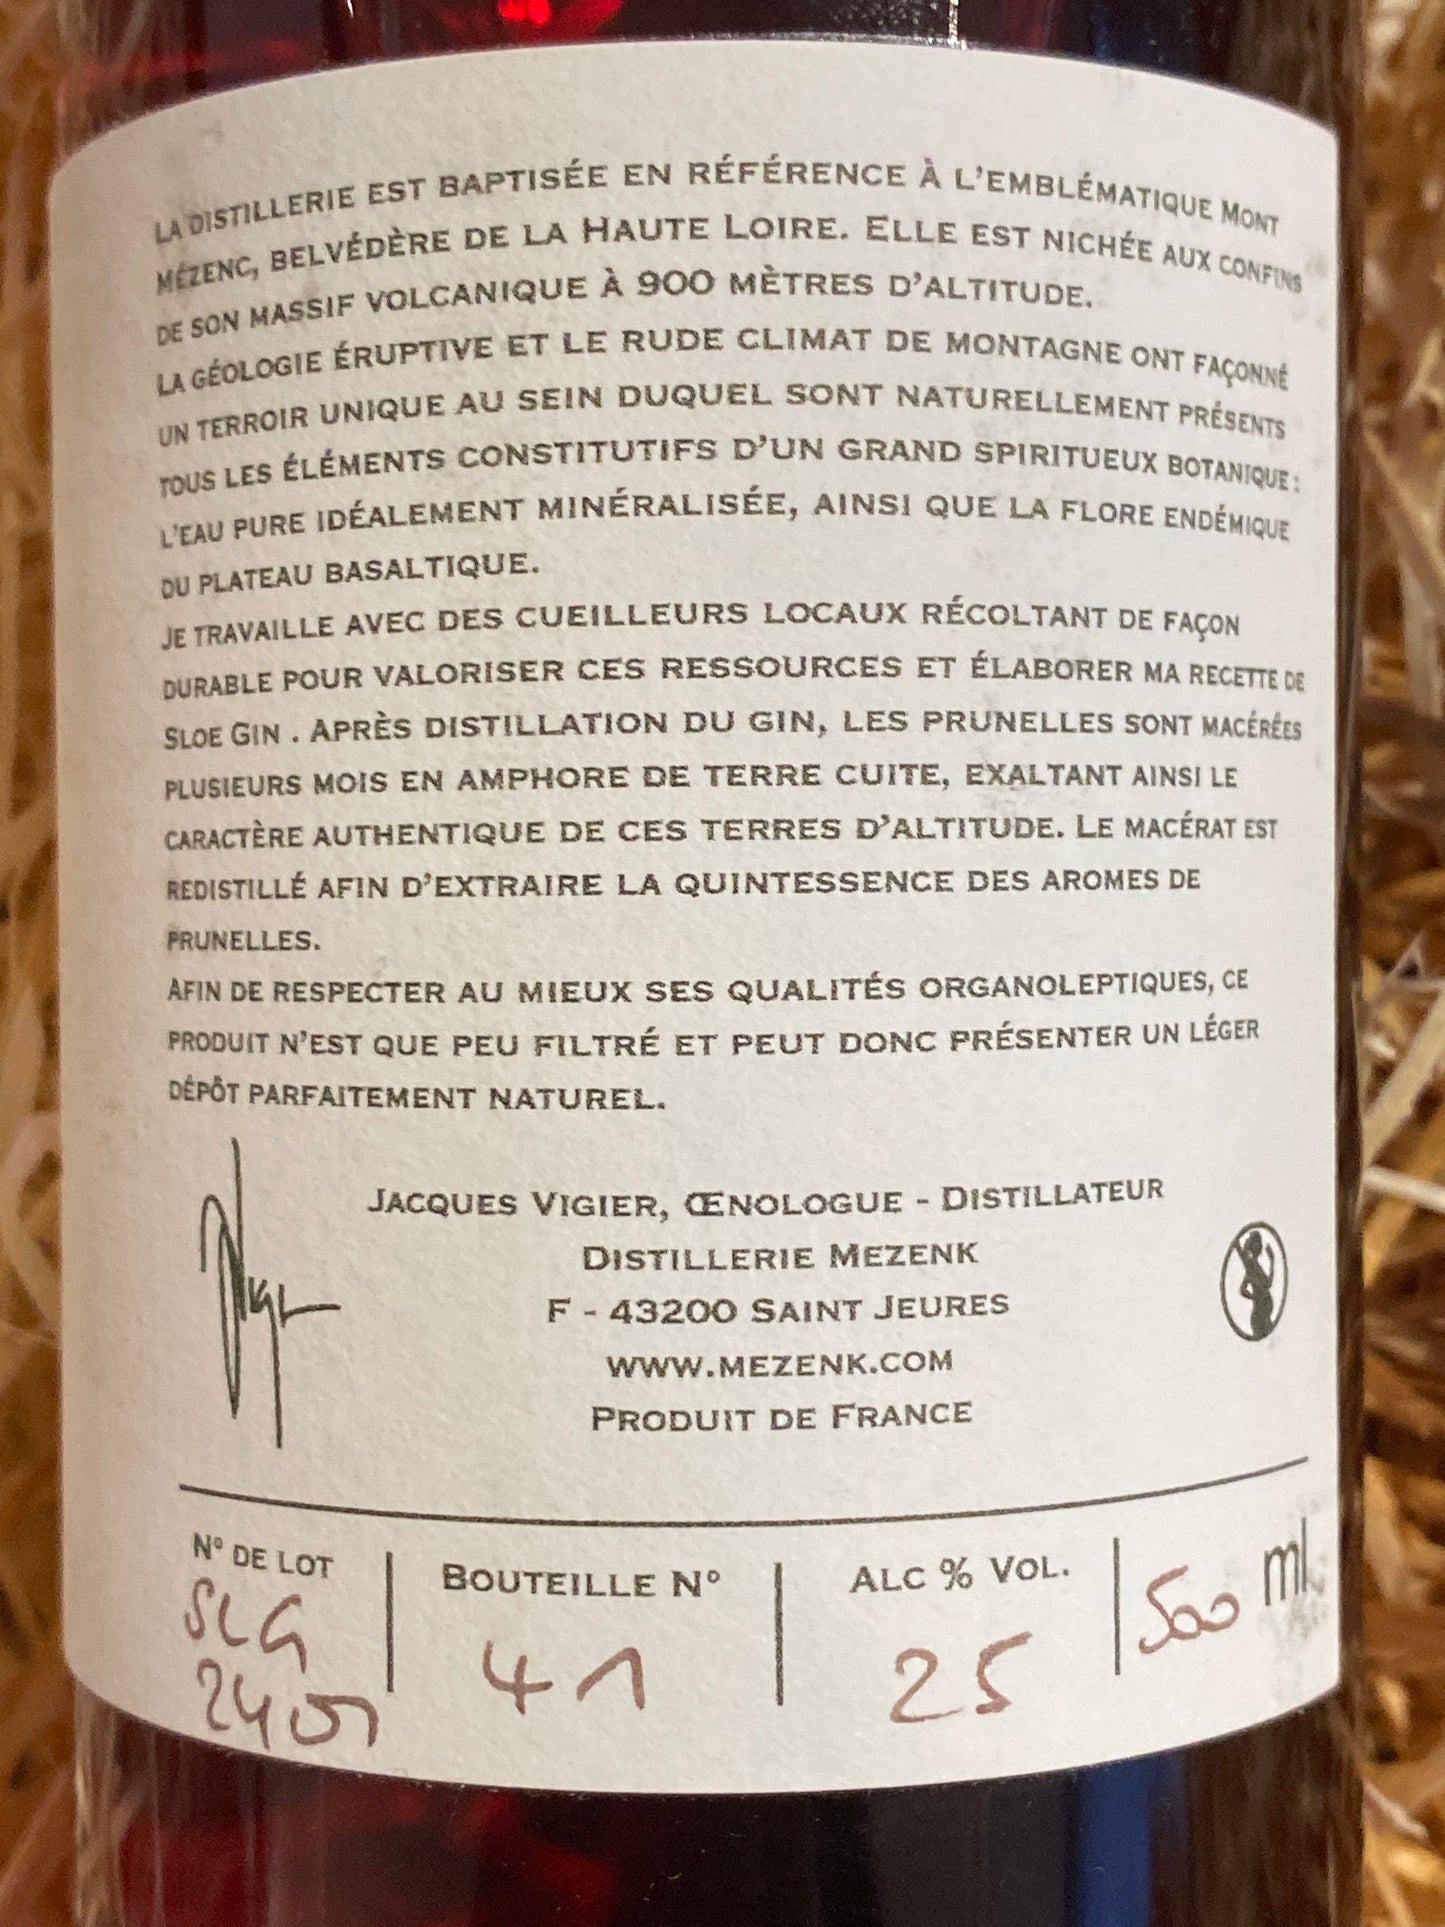 La distillerie est baptisée en référence à l'emblématique Mont
Mézenc, belvédère de la Haute Loire. Elle est nichée aux confins
de son massif volcanique à 900 mètres d'altitude.
La géologie éruptive et le rude climat de montagne ont façonné
un terroir unique au sein duquel sont naturellement présents
tous les éléments constitutifs d'un grand spiritueux botanique :
l'eau pure idéalement minéralisée, ainsi que la flore endémique
du plateau basaltique.
Je travaille avec des cueilleurs locaux récoltant de façon
durable pour valoriser ces ressources et élaborer ma recette de
Sloe Gin . Après distillation du gin, les prunelles sont macérées
plusieurs mois en amphore de terre cuite, exaltant ainsi le
caractère authentique de ces terres d'altitude. Le macérat est
redistillé afin d'extraire la quintessence des aromes de
prunelles.
Afin de respecter au mieux ses qualités organoleptiques, ce
produit n'est que peu filtré et peut donc présenter un léger
dépôt parfaitement naturel.
Jacques Vigier, Œnologue - Distillateur
Distillerie Mezenk
F - 43200 Saint Jeures
www.mezenk.com
Produit de France
N° de lot
SLG
2401
Bouteille N°
41
Alc % Vol.
25
500 ml